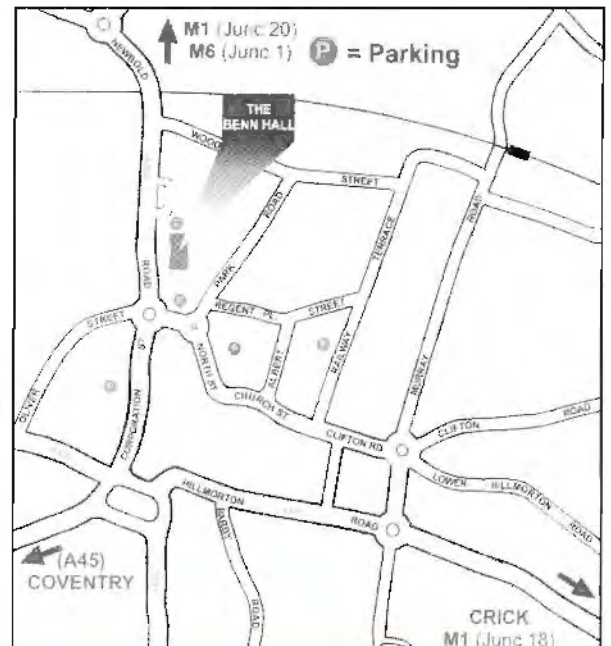 M1 (Junc 20)
M6 (Junc 1)
P = Parking
NEWBOLD
ROAD
THE
BENN HALL
WOOD
STREET
PARK
ROAD
TERRACE
RAILWAY
ROAD
MURRAY
REGENT PL
STREET
ALBERT
NORTH ST
CHURCH ST
OLIVER
STREET
CORPORATION
CLIFTON RD
CLIFTON
ROAD
LOWER
HILLMORTON
ROAD
HILLMORTON
ROAD
BARBY
ROAD
(A45)
COVENTRY
CRICK
M1 (Junc 18)